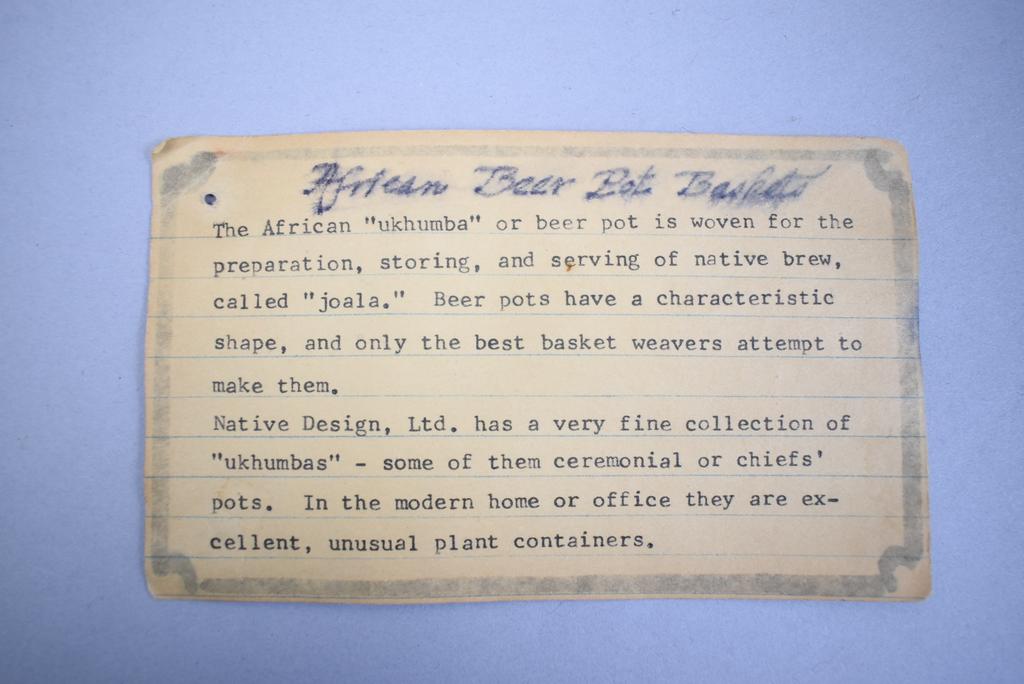 African Beer Pot Baskets
The African "ukhumba" or beer pot is woven for the
preparation, storing, and serving of native brew,
called "joala."  Beer pots have a characteristic
shape, and only the best basket weavers attempt to
make them.
Native Design, Ltd. has a very fine collection of
"ukhumbas" - some of them ceremonial or chiefs'
pots.  In the modern home or office they are ex-
cellent, unusual plant containers.